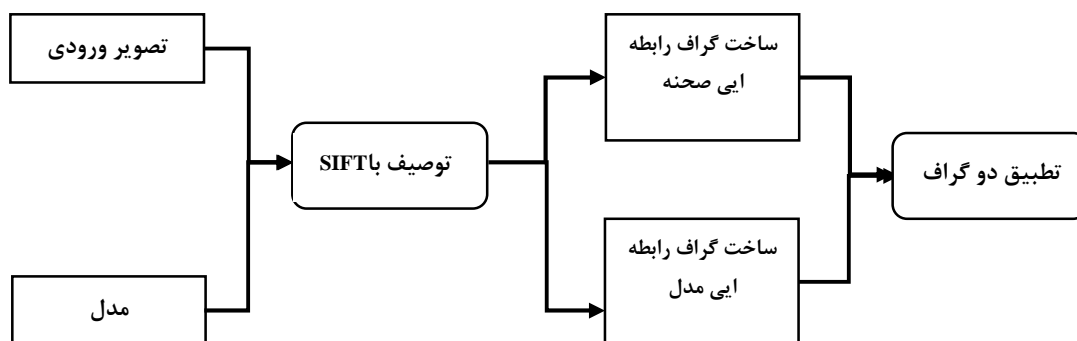 تصویر ورودی
ساخت گراف رابطه
ایی صحنه
توصیف باSIFT
تطبیق دو گراف
ساخت گراف رابطه
ایی مدل
مدل